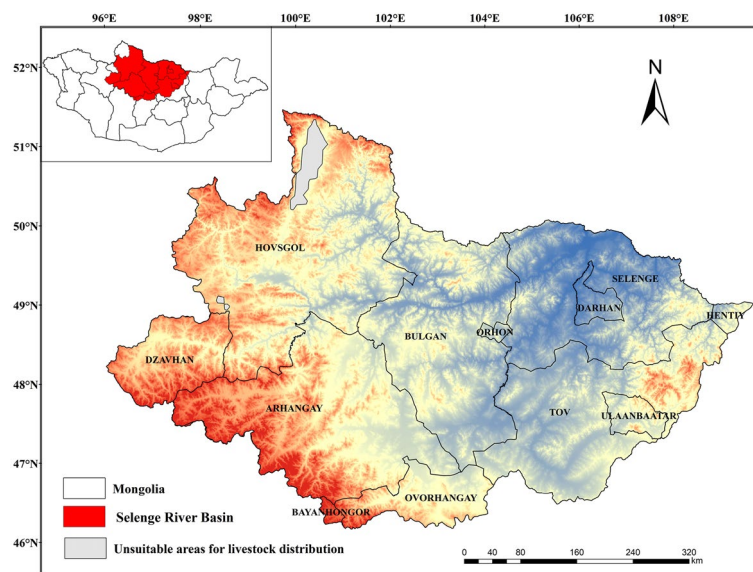 96°E 98°E 100°E 102°E 104°E 106°E 108°E
52°N
51°N
50°N
49°N
48°N
47°N
46°N
N
HOVSGOL
SELENGE
DARHAN
HENTIY
ORHON
BULGAN
DZAVHAN
ARHANGAY
TOV
ULAANBAATAR
OVORHANGAY
BAYANHONGOR
Mongolia
Selenge River Basin
Unsuitable areas for livestock distribution
0 40 80 160 240 320
km